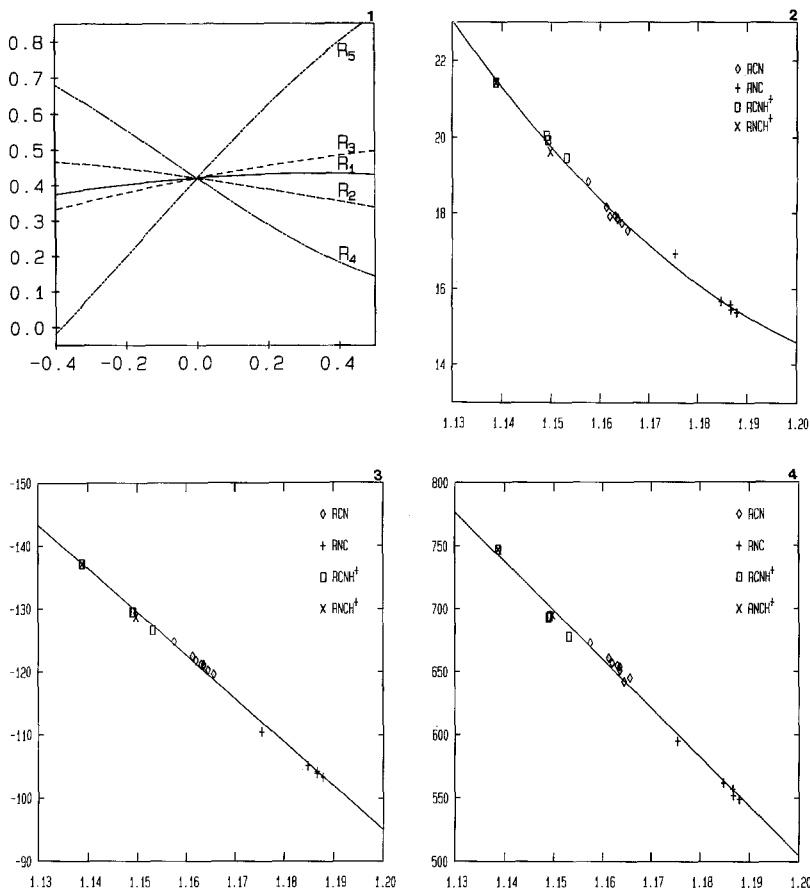 1
0.8
0.7
0.6
0.5
0.4
0.3
0.2
0.1
0.0
R5
R3
R1
R2
R4
-0.4 -0.2 0.0 0.2 0.4
2
22
20
18
16
14
◇ RCN
+ RNC
□ RCNH‡
× RNCH‡
1.13 1.14 1.15 1.16 1.17 1.18 1.19 1.20
3
-150
-140
-130
-120
-110
-100
-90
◇ RCN
+ RNC
□ RCNH‡
× RNCH‡
1.13 1.14 1.15 1.16 1.17 1.18 1.19 1.20
4
800
750
700
650
600
550
500
◇ RCN
+ RNC
□ RCNH‡
× RNCH‡
1.13 1.14 1.15 1.16 1.17 1.18 1.19 1.20